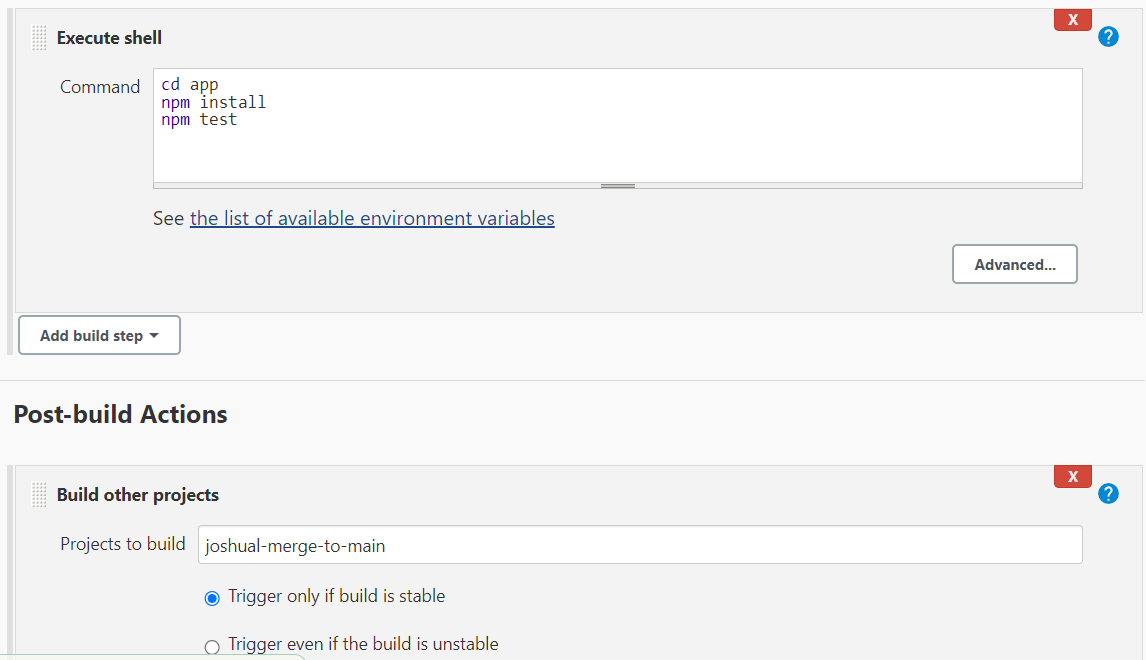 X
Execute shell
?
Command
cd app
npm install
npm test
See the list of available environment variables
Advanced...
Add build step
Post-build Actions
X
Build other projects
?
Projects to build
joshual-merge-to-main
Trigger only if build is stable
Trigger even if the build is unstable